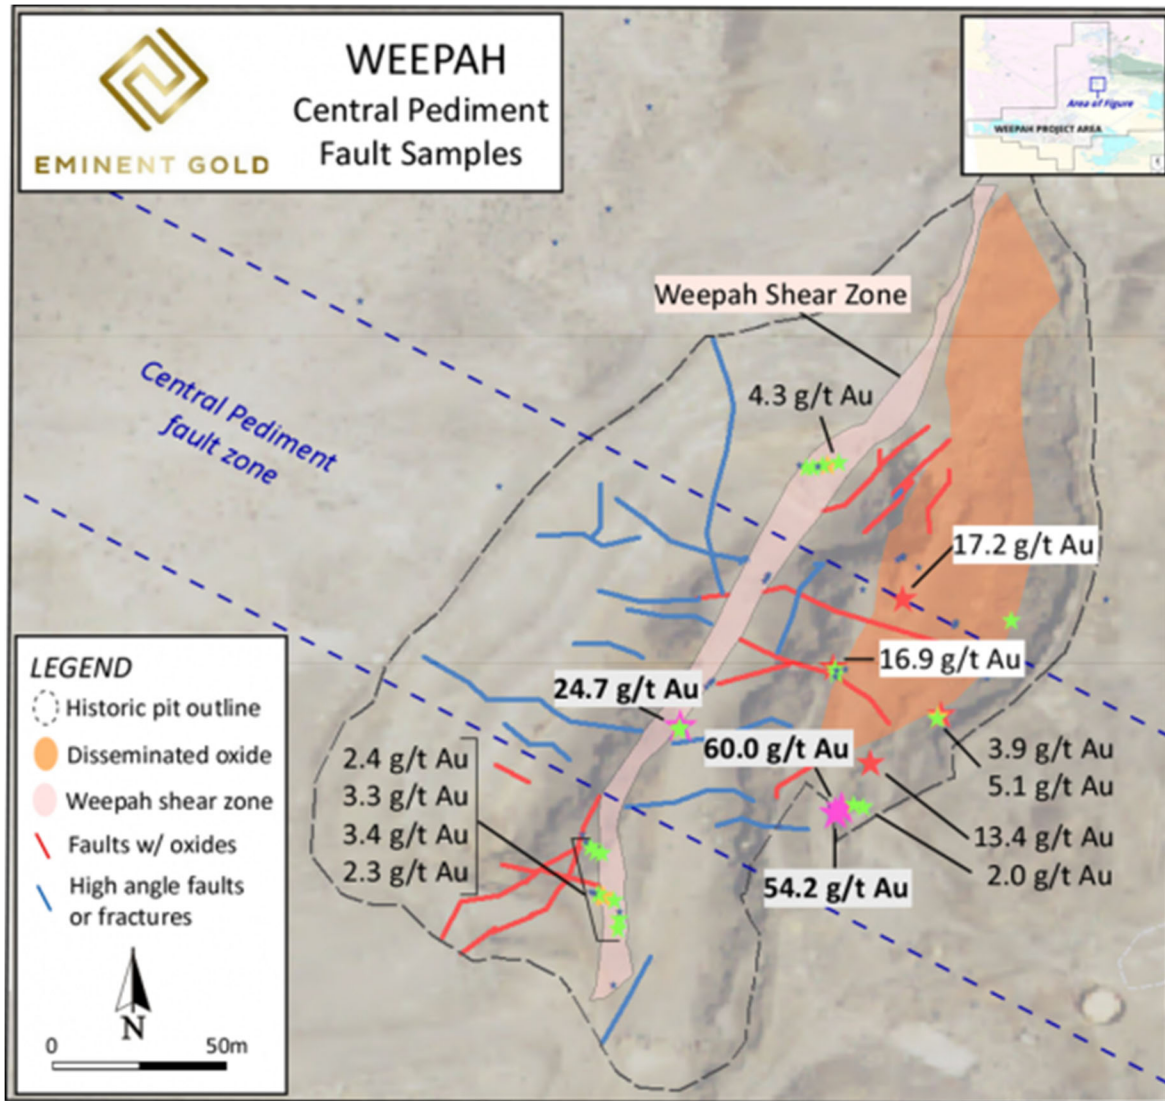 EMINENT GOLD
WEEPAH
Central Pediment
Fault Samples
Area of Figure
WEEPAH PROJECT AREA
Weepah Shear Zone
Central Pediment
fault zone
4.3 g/t Au
17.2 g/t Au
16.9 g/t Au
24.7 g/t Au
60.0 g/t Au
3.9 g/t Au
5.1 g/t Au
13.4 g/t Au
2.0 g/t Au
54.2 g/t Au
2.4 g/t Au
3.3 g/t Au
3.4 g/t Au
2.3 g/t Au
LEGEND
Historic pit outline
Disseminated oxide
Weepah shear zone
Faults w/ oxides
High angle faults
or fractures
N
0 50m